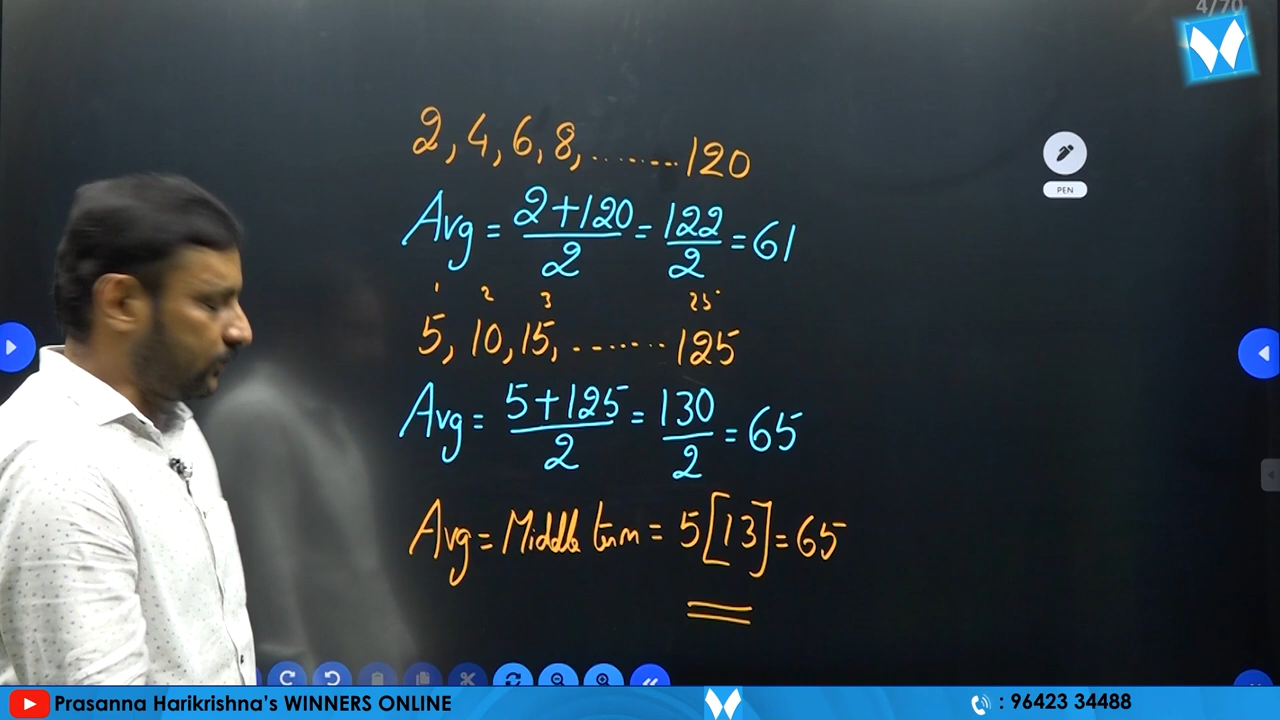 4/70
2, 4, 6, 8, ........ 120
Avg = 2+120/2 = 122/2 = 61
1 2 3 25
5, 10, 15, ........ 125
Avg = 5+125/2 = 130/2 = 65
Avg = Middle term = 5[13] = 65
PEN
Prasanna Harikrishna's WINNERS ONLINE
: 96423 34488